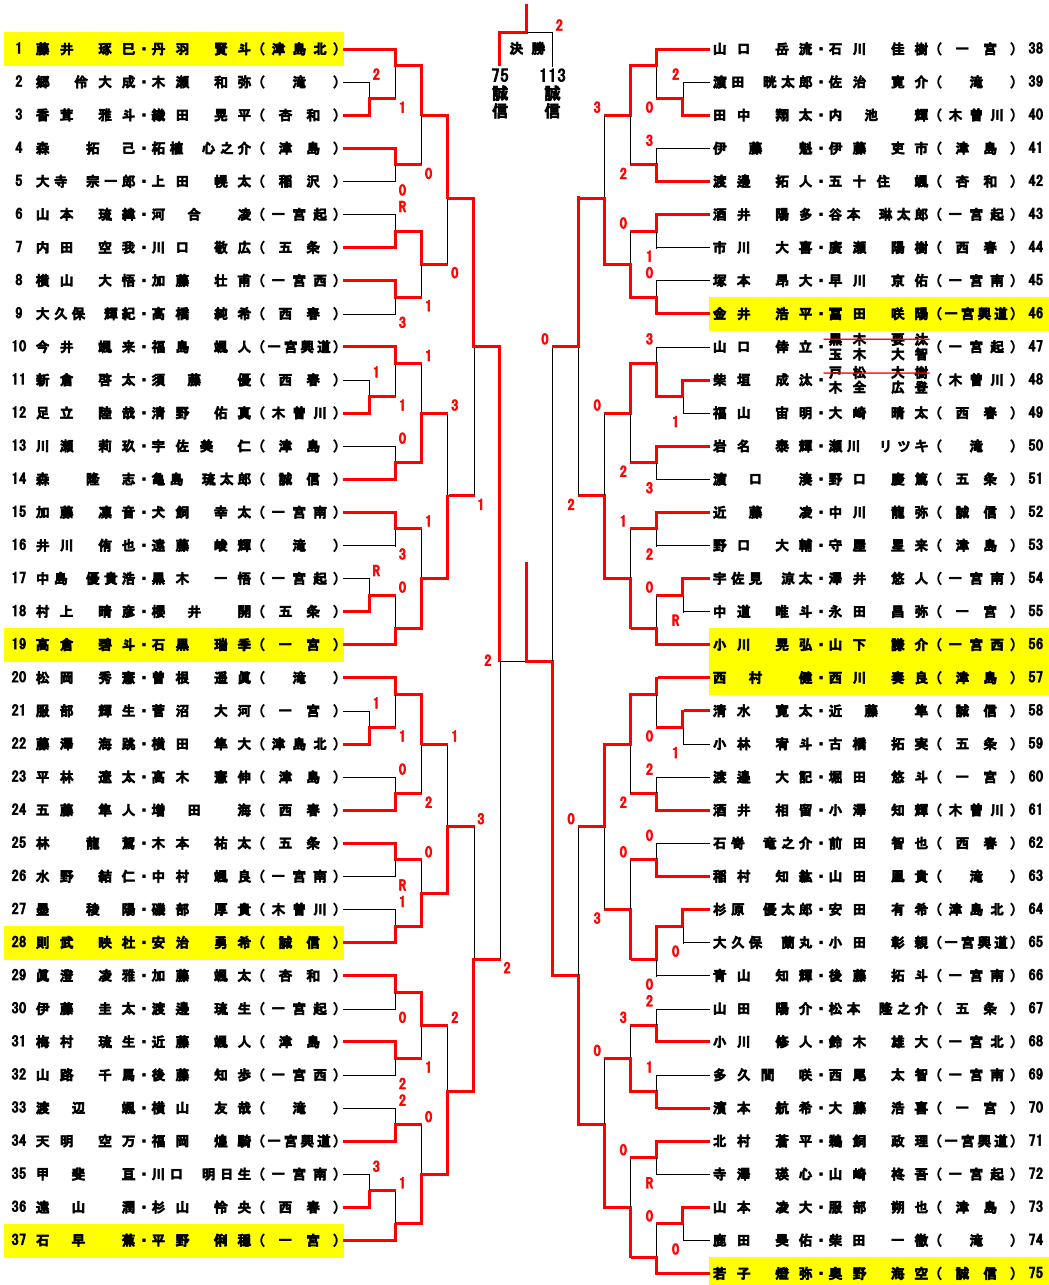 1 藤井 琢巳・丹羽 賢斗(津島北)
2 郷 伶大成・木瀬 和弥(滝)
3 香茸 雅斗・織田 晃平(杏和)
4 森 拓己・柘植 心之介(津島)
5 大寺 宗一郎・上田 幌太(稲沢)
6 山本 琉緯・河合 凌(一宮起)
7 内田 空我・川口 敬広(五条)
8 横山 大悟・加藤 壮甫(一宮西)
9 大久保 輝紀・高橋 純希(西春)
10 今井 颯来・福島 颯人(一宮興道)
11 新倉 啓太・須藤 優(西春)
12 足立 陸哉・清野 佑真(木曽川)
13 川瀬 莉玖・宇佐美 仁(津島)
14 森 隆志・亀島 琉太郎(誠信)
15 加藤 凛音・犬飼 幸太(一宮南)
16 井川 侑也・遠藤 峻輝(滝)
17 中島 優貴浩・黒木 一悟(一宮起)
18 村上 晴彦・櫻井 開(五条)
19 高倉 碧斗・石黒 瑞季(一宮)
20 松岡 秀憲・曽根 遥眞(滝)
21 服部 輝生・菅沼 大河(一宮)
22 藤澤 海跳・横田 隼大(津島北)
23 平林 遼太・高木 憲伸(津島)
24 五藤 隼人・増田 海(西春)
25 林 龍篤・木本 祐太(五条)
26 水野 結仁・中村 颯良(一宮南)
27 墨 稜陽・磯部 厚貴(木曽川)
28 則武 映杜・安治 勇希(誠信)
29 眞澄 凌雅・加藤 颯太(杏和)
30 伊藤 圭太・渡邉 琉生(一宮起)
31 梅村 琉生・近藤 颯人(津島)
32 山路 千馬・後藤 知歩(一宮西)
33 渡辺 颯・横山 友哉(滝)
34 天明 空万・福岡 煌騎(一宮興道)
35 甲斐 亘・川口 明日生(一宮南)
36 遠山 潤・杉山 怜央(西春)
37 石早 蕉・平野 俐穏(一宮)
決勝
2
75 誠信
113 誠信
山口 岳流・石川 佳樹(一宮) 38
濵田 晄太郎・佐治 寛介(滝) 39
田中 翔太・内池 輝(木曽川) 40
伊藤 魁・伊藤 吏市(津島) 41
渡邊 拓人・五十住 颯(杏和) 42
酒井 陽多・谷本 琳太郎(一宮起) 43
市川 大喜・廣瀬 陽樹(西春) 44
塚本 昂大・早川 京佑(一宮南) 45
金井 浩平・冨田 咲陽(一宮興道) 46
山口 倖立・玉木 大智(一宮起) 47
柴垣 成汰・木全 広登(木曽川) 48
福山 宙明・大崎 晴太(西春) 49
岩名 泰輝・瀬川 リツキ(滝) 50
濵口 湊・野口 慶篤(五条) 51
近藤 凌・中川 龍弥(誠信) 52
野口 大輔・守屋 星来(津島) 53
宇佐見 涼太・澤井 悠人(一宮南) 54
中道 唯斗・永田 昌弥(一宮) 55
小川 晃弘・山下 謙介(一宮西) 56
西村 健・西川 奏良(津島) 57
清水 寛太・近藤 隼(誠信) 58
小林 宥斗・古橋 拓実(五条) 59
渡邉 大記・堀田 悠斗(一宮) 60
酒井 相留・小澤 知輝(木曽川) 61
石嵜 竜之介・前田 智也(西春) 62
稲村 知紘・山田 凰貴(滝) 63
杉原 優太郎・安田 有希(津島北) 64
大久保 蘭丸・小田 彰親(一宮興道) 65
青山 知輝・後藤 拓斗(一宮南) 66
山田 陽介・松本 隆之介(五条) 67
小川 修人・鈴木 雄大(一宮北) 68
多久間 咲・西尾 太智(一宮南) 69
濱本 航希・大藤 浩喜(一宮) 70
北村 蒼平・鵜飼 政理(一宮興道) 71
寺澤 瑛心・山崎 柊吾(一宮起) 72
山本 凌大・服部 朔也(津島) 73
鹿田 昊佑・柴田 一徹(滝) 74
若子 燈弥・奥野 海空(誠信) 75